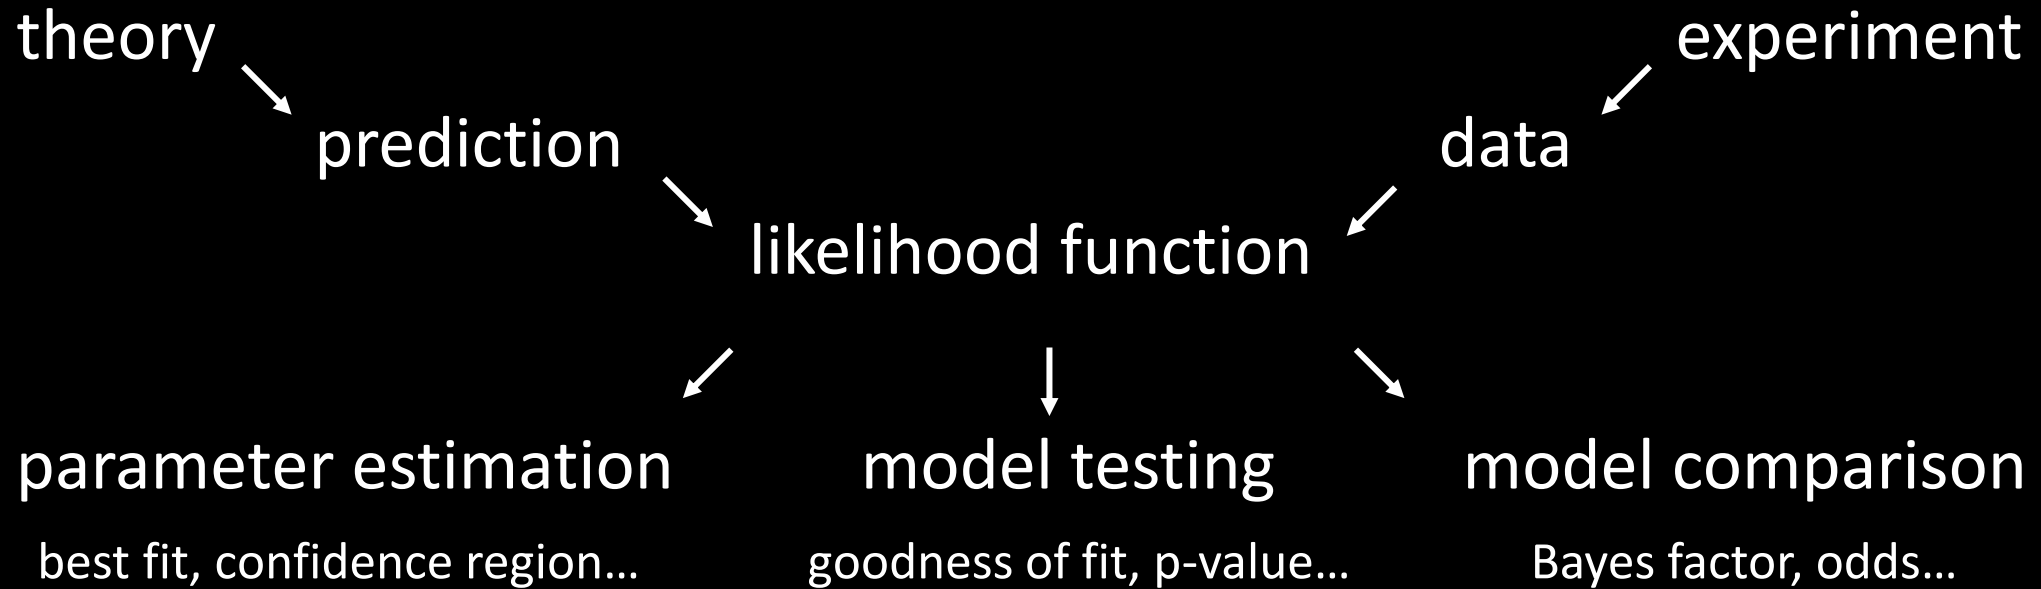 theory
experiment
prediction
data
likelihood function
parameter estimation
model testing
model comparison
best fit, confidence region...
goodness of fit, p-value...
Bayes factor, odds...